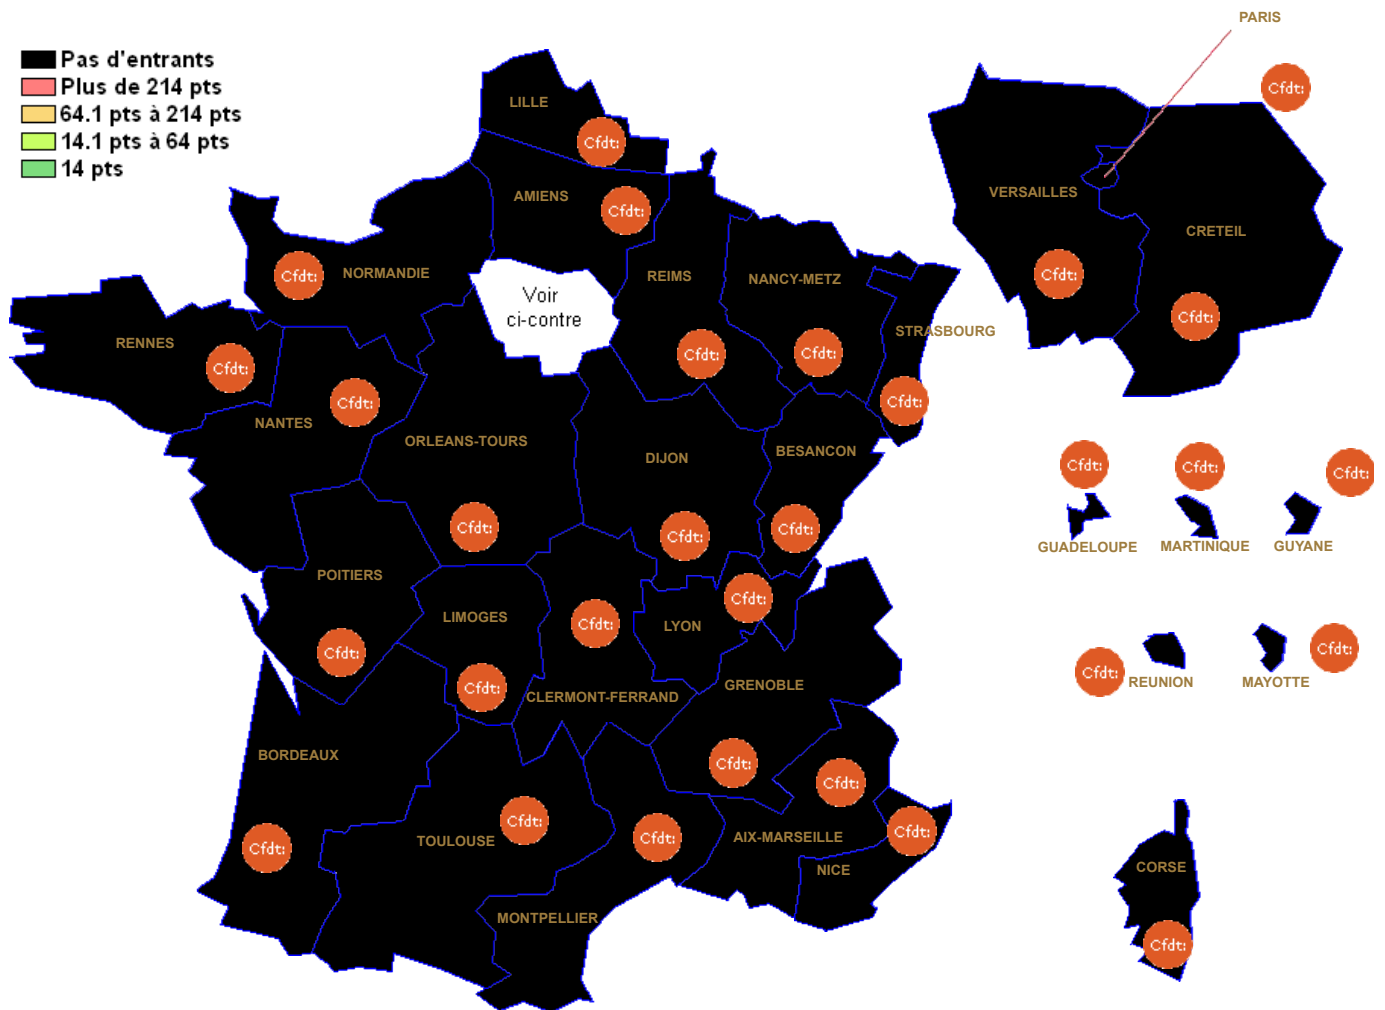 PARIS
Pas d'entrants
Plus de 214 pts
64.1 pts à 214 pts
14.1 pts à 64 pts
14 pts
Cfdt:
LILLE
Cfdt:
AMIENS
Cfdt:
VERSAILLES
CRETEIL
Cfdt:
NORMANDIE
REIMS
NANCY-METZ
Cfdt:
Voir
ci-contre
Cfdt:
STRASBOURG
RENNES
Cfdt:
Cfdt:
Cfdt:
Cfdt:
Cfdt:
NANTES
ORLEANS-TOURS
DIJON
BESANCON
Cfdt:
Cfdt:
Cfdt:
Cfdt:
Cfdt:
Cfdt:
Cfdt:
GUADELOUPE
MARTINIQUE
GUYANE
POITIERS
LIMOGES
Cfdt:
Cfdt:
LYON
Cfdt:
Cfdt:
Cfdt:
Cfdt:
REUNION
MAYOTTE
GRENOBLE
CLERMONT-FERRAND
BORDEAUX
Cfdt:
Cfdt:
Cfdt:
TOULOUSE
Cfdt:
AIX-MARSEILLE
Cfdt:
Cfdt:
NICE
CORSE
MONTPELLIER
Cfdt: